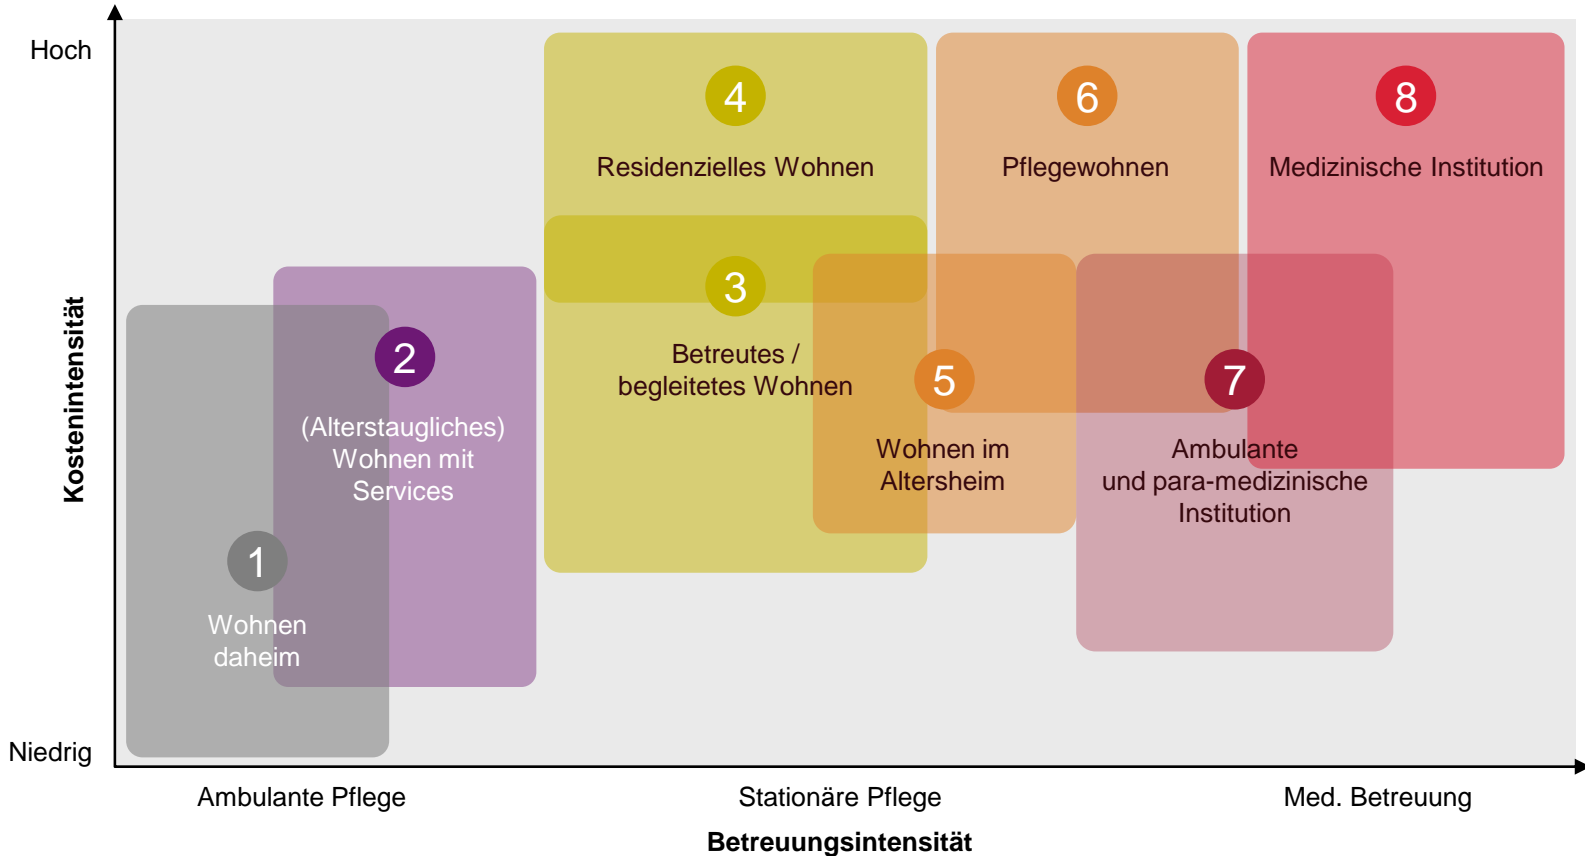 Hoch
4
6
8
Residenzielles Wohnen
Pflegewohnen
Medizinische Institution
3
Betreutes /
begleitetes Wohnen
2
(Alterstaugliches)
Wohnen mit
Services
5
Wohnen im
Altersheim
7
Ambulante
und para-medizinische
Institution
1
Wohnen
daheim
Kostenintensität
Niedrig
Ambulante Pflege
Stationäre Pflege
Med. Betreuung
Betreuungsintensität